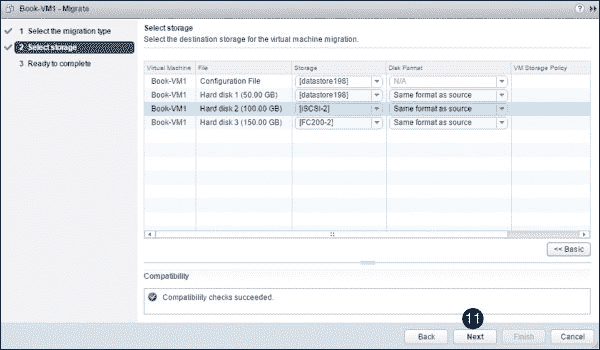 Book-VM1 - Migrate
1 Select the migration type
2 Select storage
3 Ready to complete
Select storage
Select the destination storage for the virtual machine migration.
Virtual Machine File Storage Disk Format VM Storage Policy
Book-VM1 Configuration File [datastore198] N/A
Book-VM1 Hard disk 1 (50.00 GB) [datastore198] Same format as source
Book-VM1 Hard disk 2 (100.00 GB) [iSCSI-2] Same format as source
Book-VM1 Hard disk 3 (150.00 GB) [FC200-2] Same format as source
<< Basic
Compatibility
Compatibility checks succeeded.
11
Back Next Finish Cancel